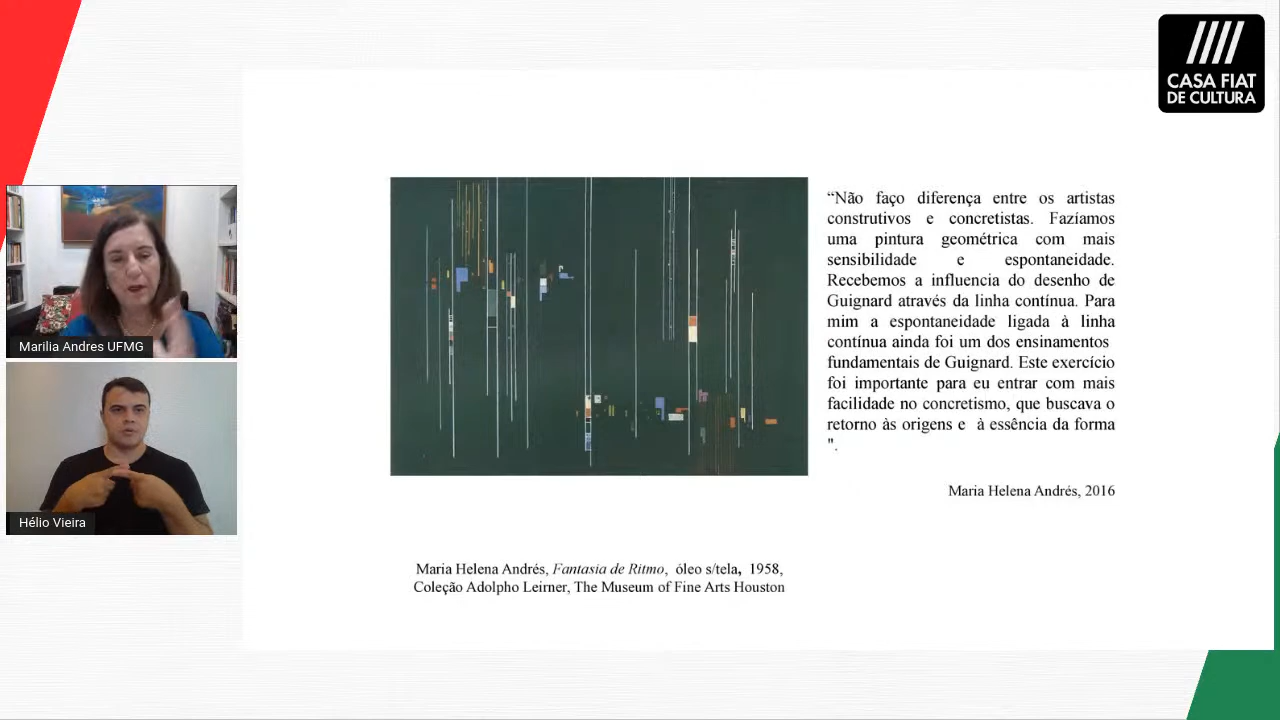 CASA FIAT
DE CULTURA
Marilia Andres UFMG
Hélio Vieira
“Não faço diferença entre os artistas
construtivos e concretistas. Fazíamos
uma pintura geométrica com mais
sensibilidade e espontaneidade.
Recebemos a influencia do desenho de
Guignard através da linha contínua. Para
mim a espontaneidade ligada à linha
contínua ainda foi um dos ensinamentos
fundamentais de Guignard. Este exercício
foi importante para eu entrar com mais
facilidade no concretismo, que buscava o
retorno às origens e à essência da forma
".
Maria Helena Andrés, 2016
Maria Helena Andrés, Fantasia de Ritmo, óleo s/tela, 1958,
Coleção Adolpho Leirner, The Museum of Fine Arts Houston